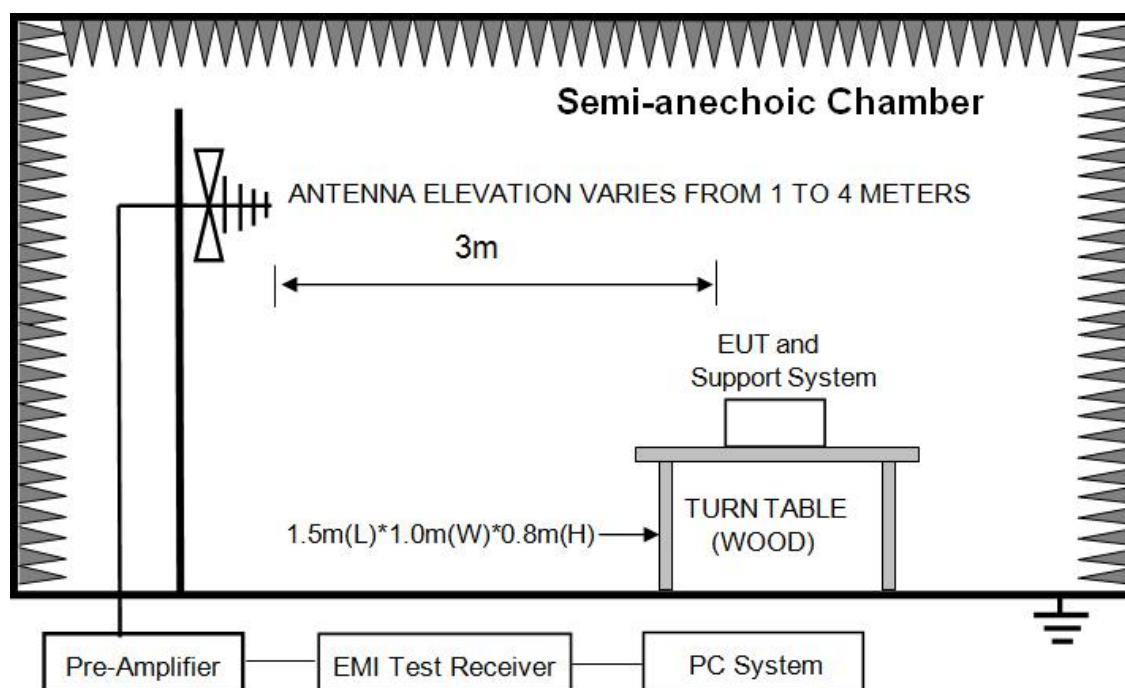 Semi-anechoic Chamber
ANTENNA ELEVATION VARIES FROM 1 TO 4 METERS
3m
EUT and
Support System
1.5m(L)*1.0m(W)*0.8m(H)
TURN TABLE
(WOOD)
Pre-Amplifier
EMI Test Receiver
PC System